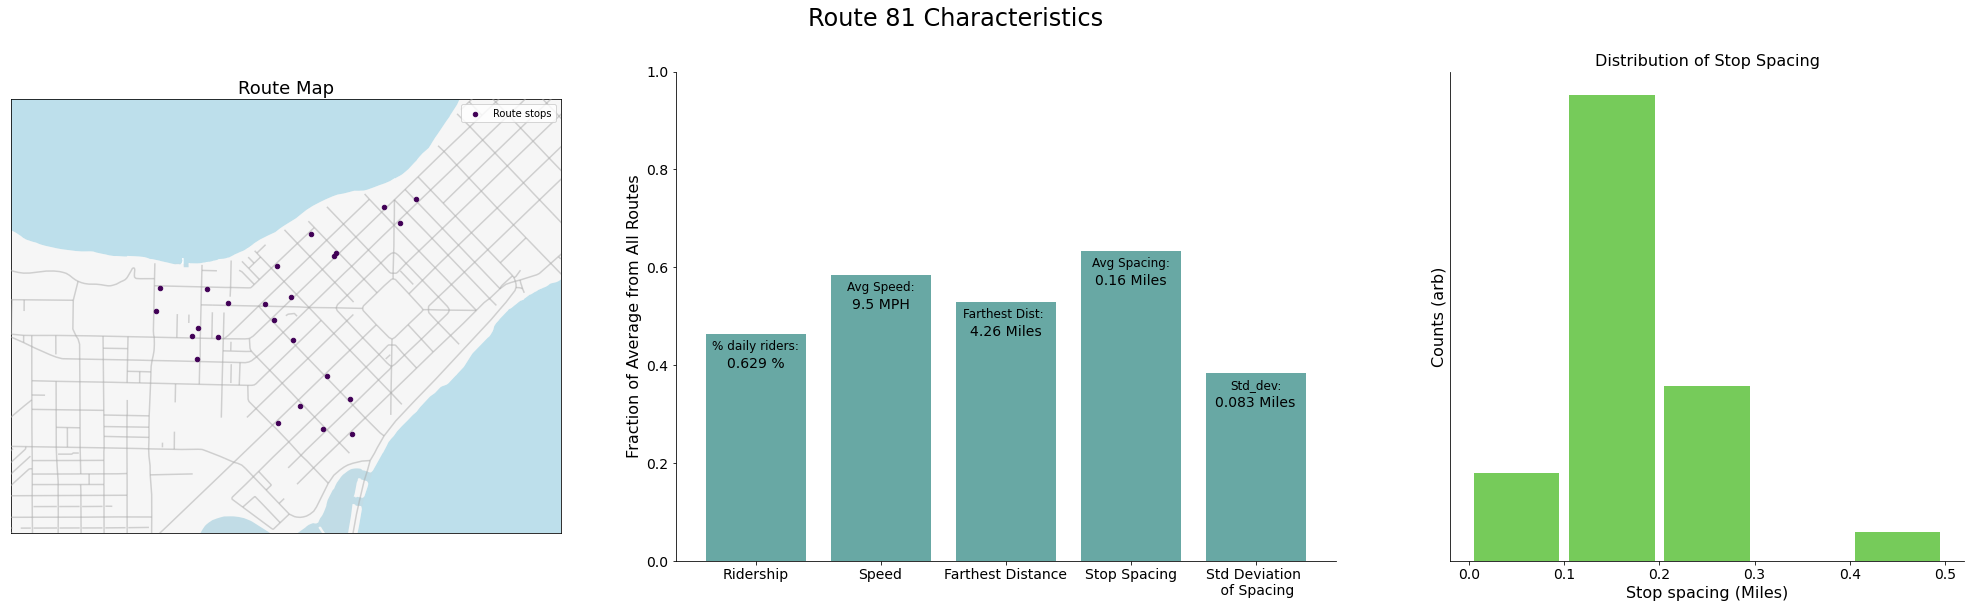 Route 81 Characteristics
Route Map
Route stops
Fraction of Average from All Routes
1.0
0.8
0.6
0.4
0.2
0.0
% daily riders:
0.629 %
Avg Speed:
9.5 MPH
Farthest Dist:
4.26 Miles
Avg Spacing:
0.16 Miles
Std_dev:
0.083 Miles
Ridership
Speed
Farthest Distance
Stop Spacing
Std Deviation
of Spacing
Distribution of Stop Spacing
Counts (arb)
0.0
0.1
0.2
0.3
0.4
0.5
Stop spacing (Miles)